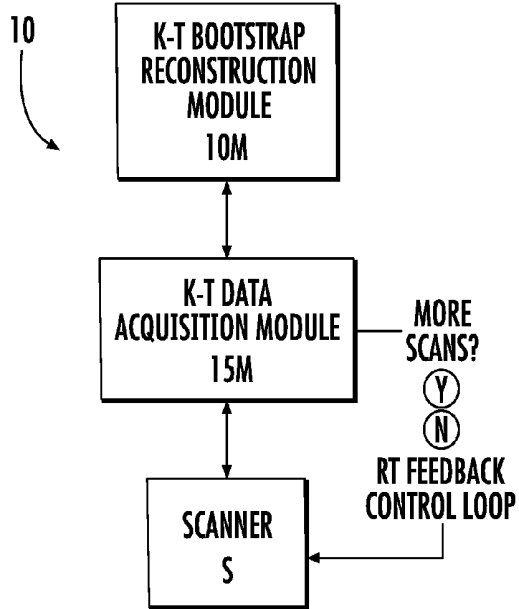 10
K-T BOOTSTRAP
RECONSTRUCTION
MODULE
10M
K-T DATA
ACQUISITION MODULE
15M
MORE
SCANS?
Y
N
RT FEEDBACK
CONTROL LOOP
SCANNER
S